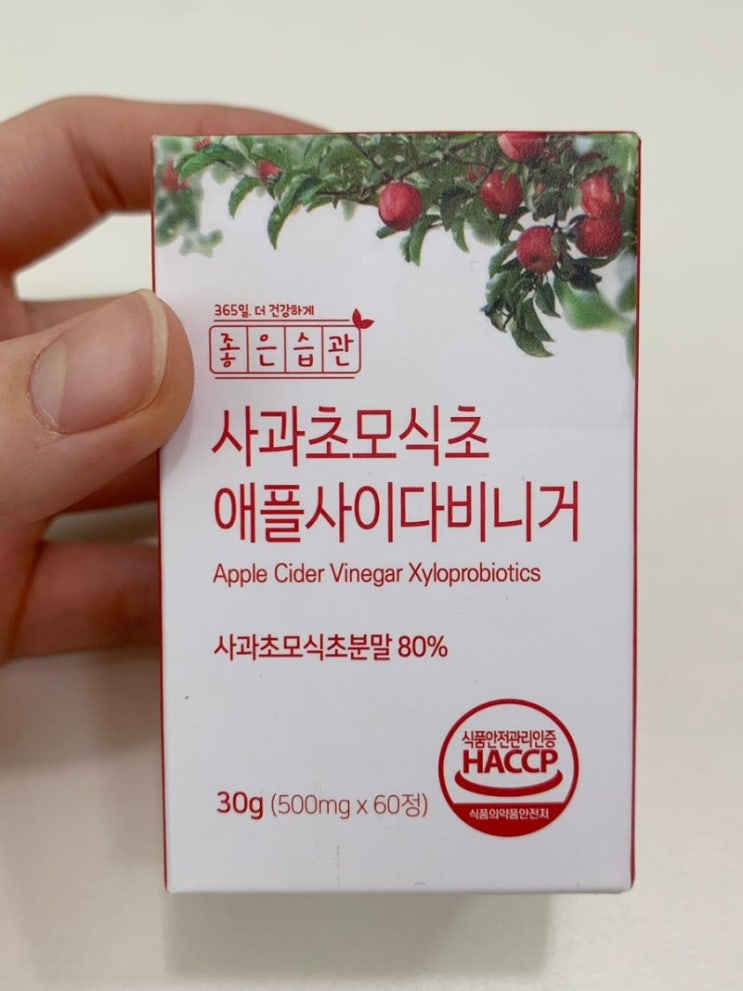 365일. 더 건강하게
좋은습관
사과초모식초
애플사이다비니거
Apple Cider Vinegar Xyloprobiotics
사과초모식초분말 80%
식품안전관리인증
HACCP
식품의약품안전처
30g (500mg x 60정)